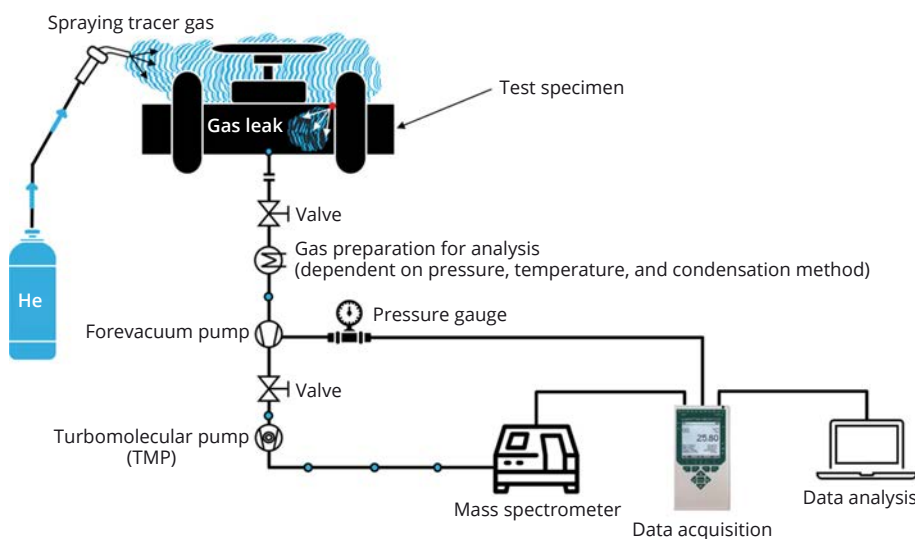 Spraying tracer gas
Test specimen
Gas leak
Valve
Gas preparation for analysis
(dependent on pressure, temperature, and condensation method)
He
Pressure gauge
Forevacuum pump
Valve
Turbomolecular pump
(TMP)
25.80
Mass spectrometer
Data acquisition
Data analysis